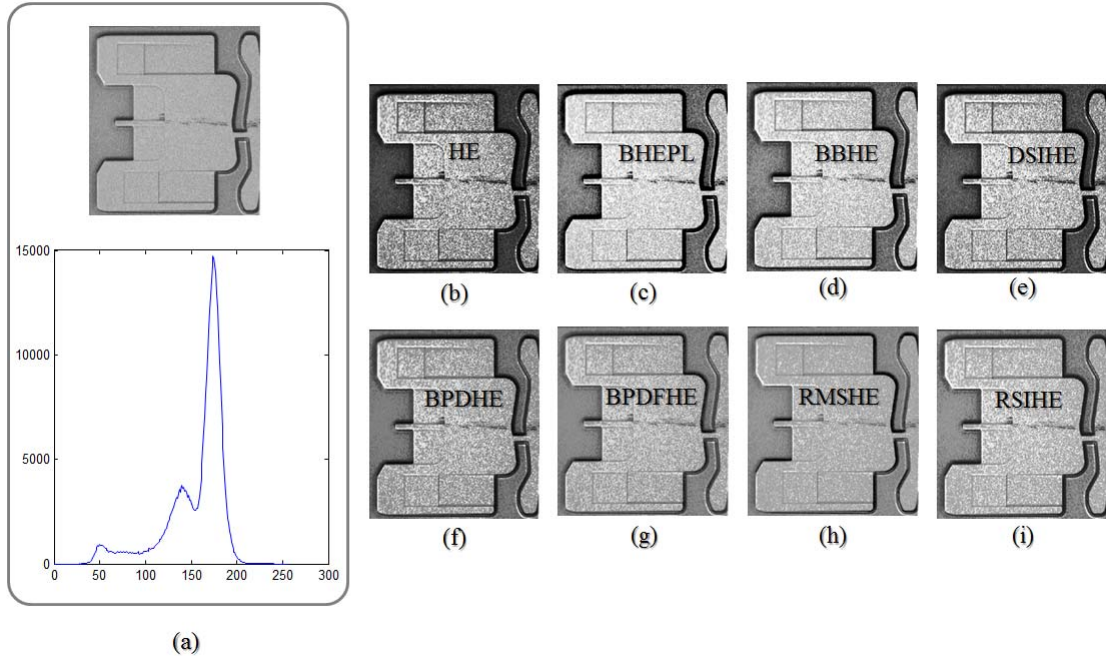 15000
10000
5000
0
0 50 100 150 200 250 300
(a)
HE BHEPL BBHE DSIHE
(b) (c) (d) (e)
BPDHE BPDFHE RMSHE RSIHE
(f) (g) (h) (i)